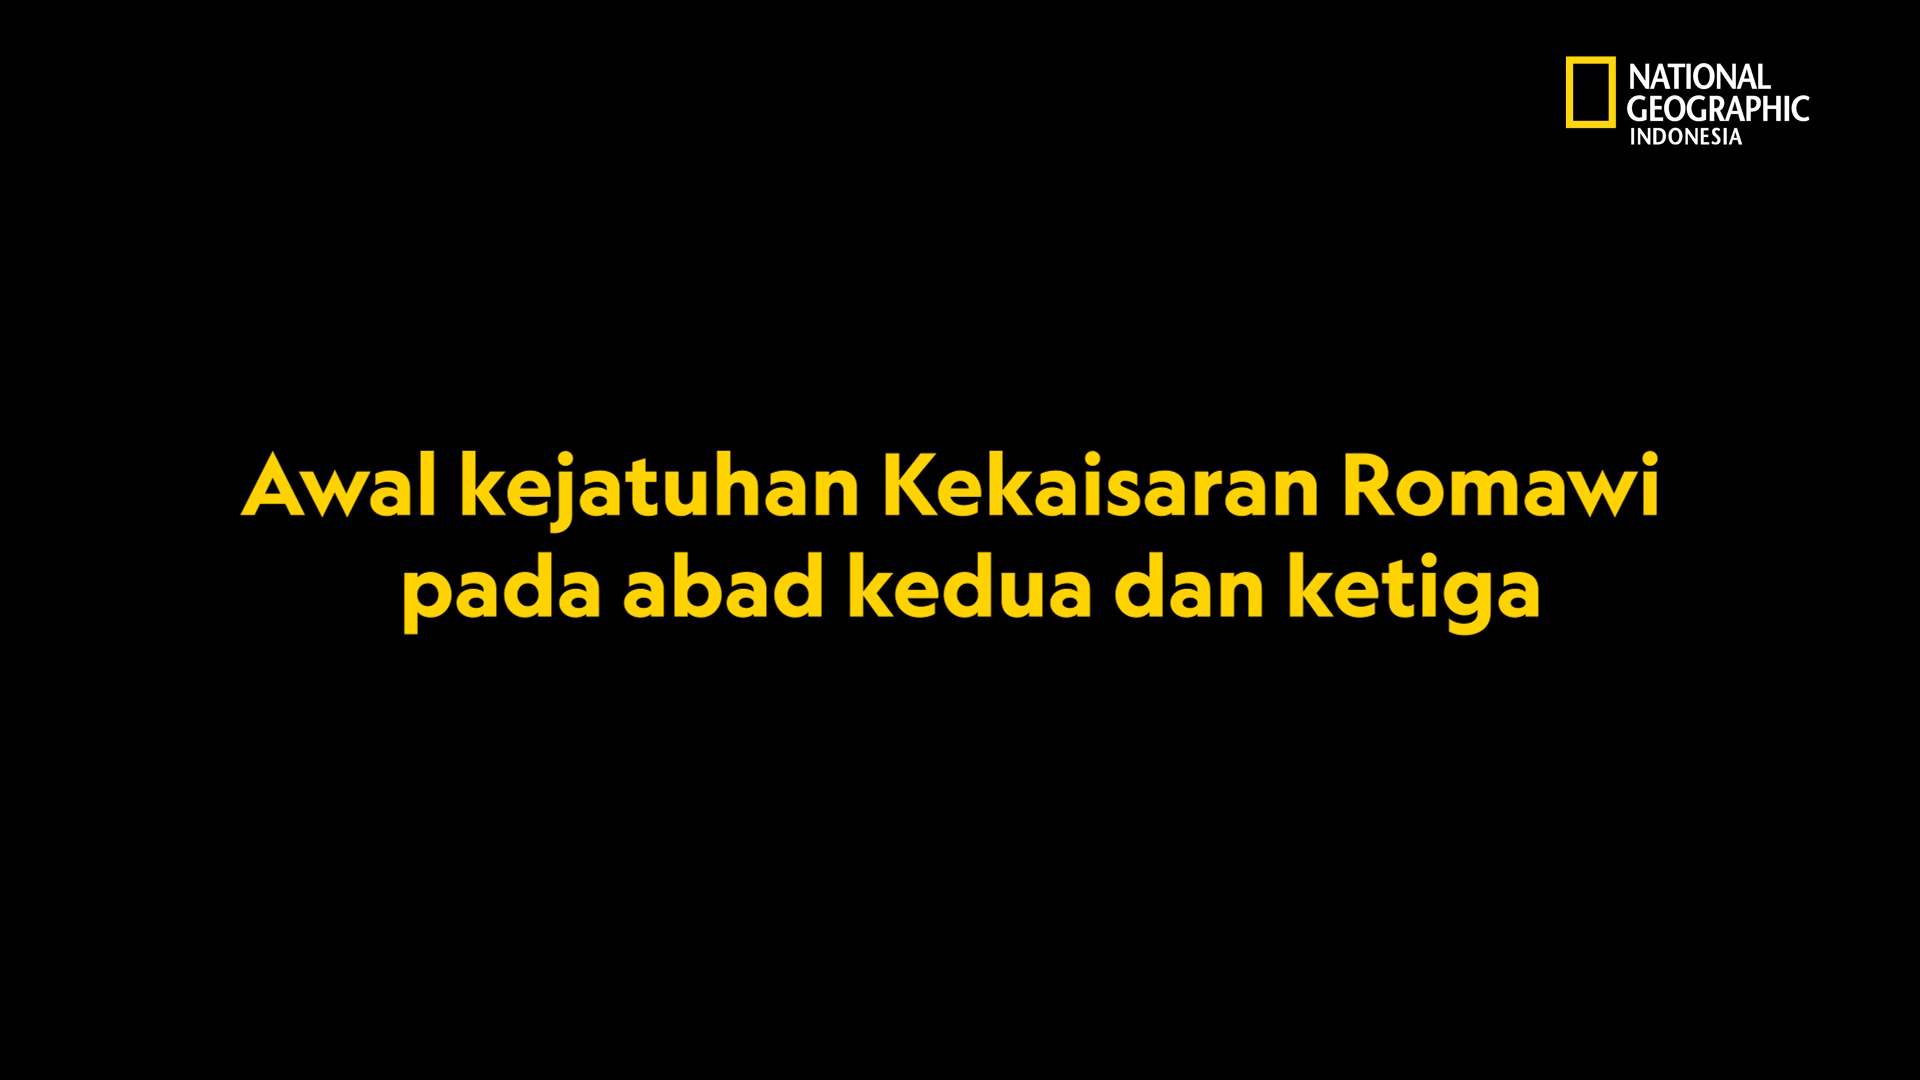 NATIONAL
GEOGRAPHIC
INDONESIA
Awal kejatuhan Kekaisaran Romawi
pada abad kedua dan ketiga